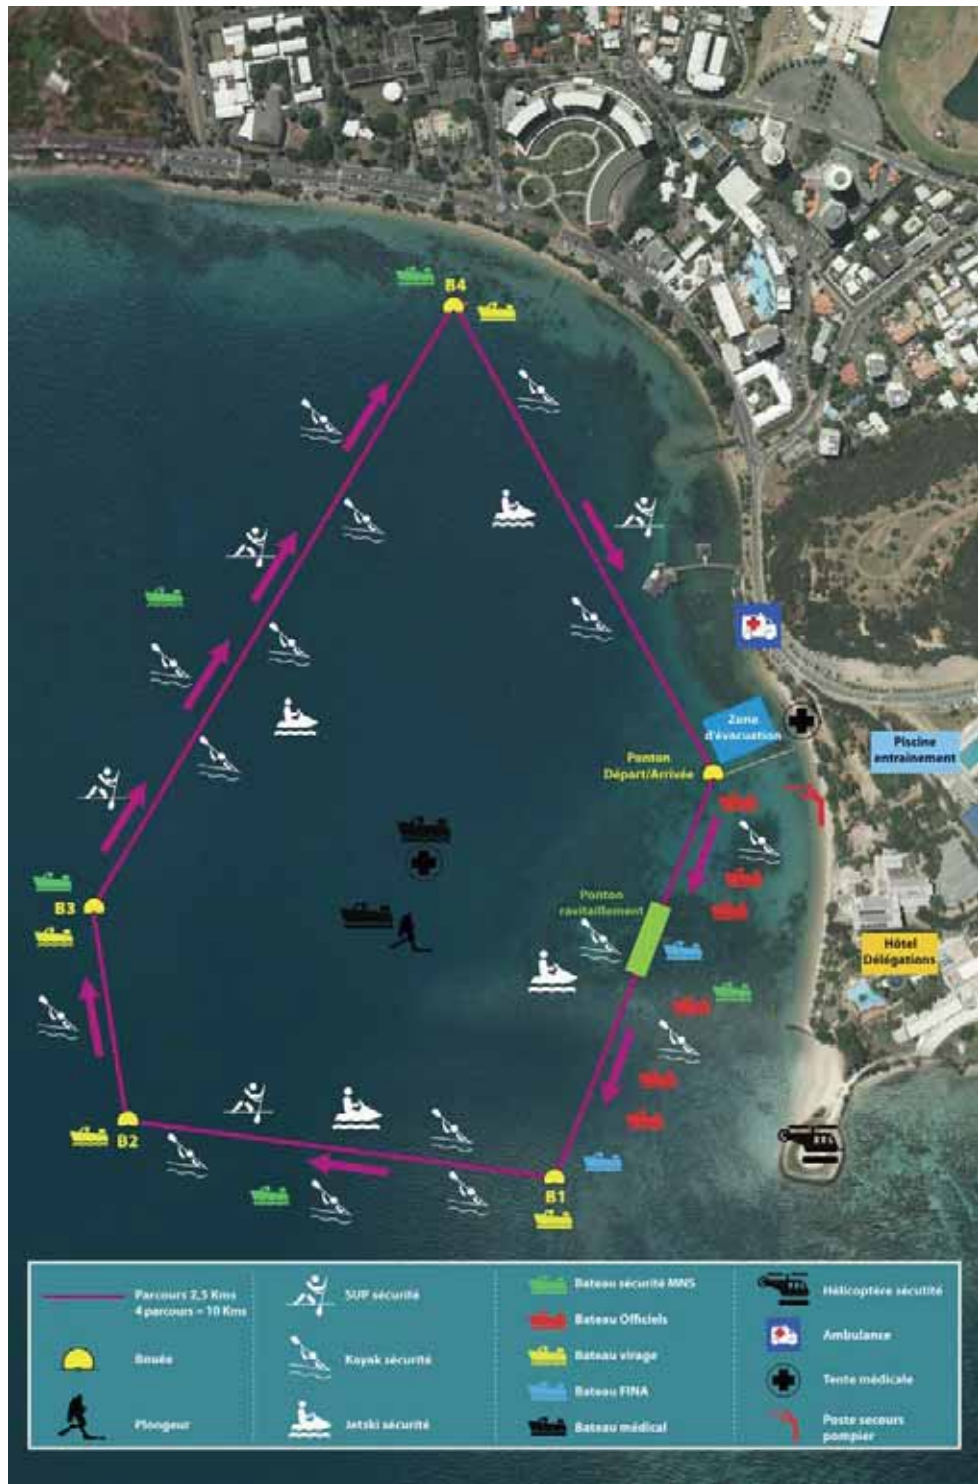 B4
Zone
d'évacuation
Piscine
entrainement
Ponton
Départ/Arrivée
B3
Ponton
ravitaillement
Hôtel
Délégations
B2
B1
Parcours 2,5 Kms
4 parcours = 10 Kms
Bouée
Plongeur
SUP sécurité
Kayak sécurité
Jetski sécurité
Bateau sécurité MNS
Bateau Officiels
Bateau virage
Bateau FINA
Bateau médical
Hélicoptère sécutité
Ambulance
Tente médicale
Poste secours
pompier